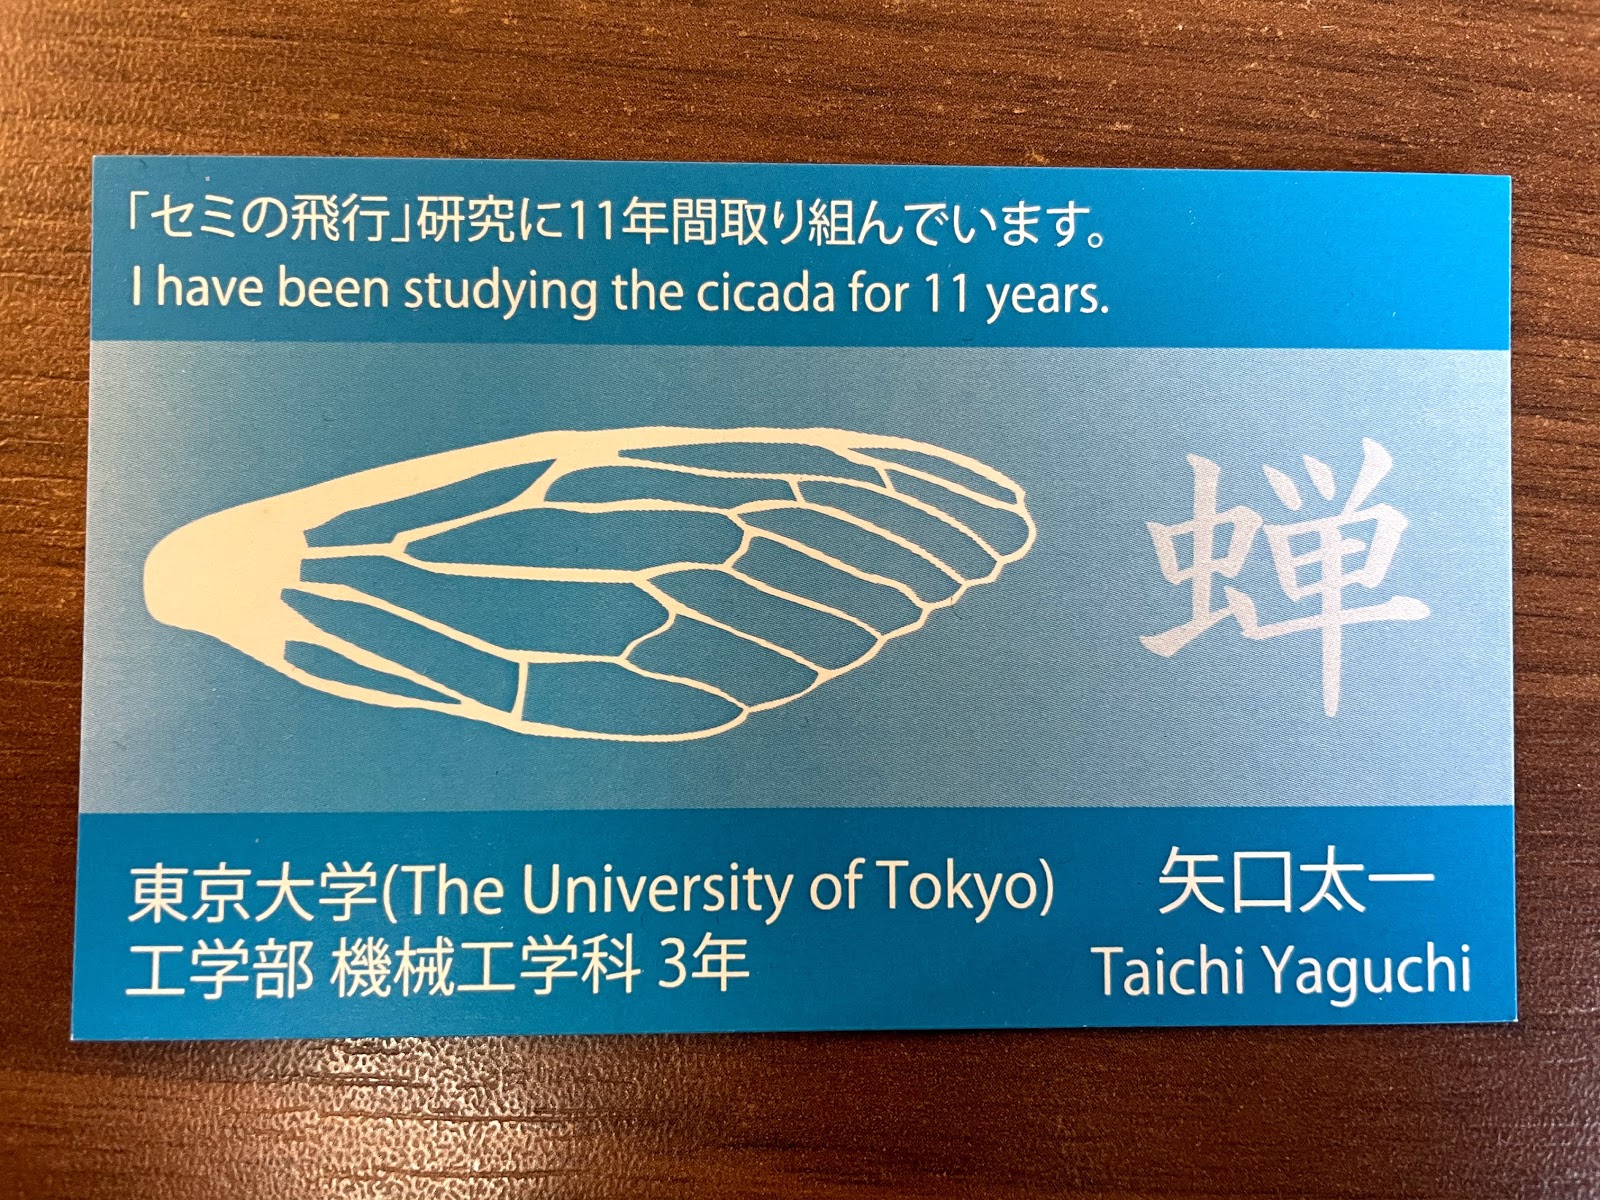 「セミの飛行」研究に11年間取り組んでいます。
I have been studying the cicada for 11 years.
蝉
東京大学(The University of Tokyo)
工学部 機械工学科 3年
矢口太一
Taichi Yaguchi